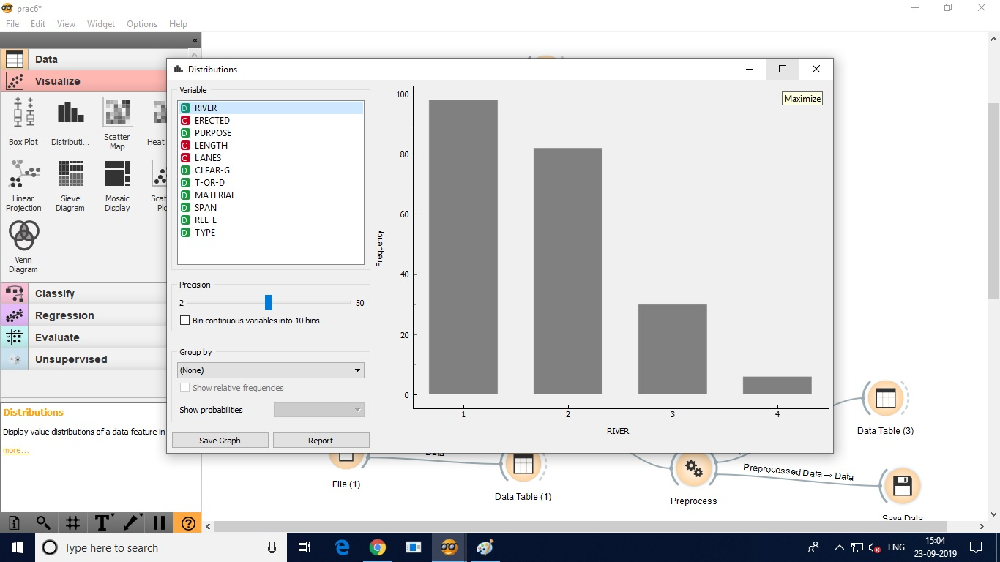 prac6*
File Edit View Widget Options Help
Data
Visualize
Box Plot
Distributi...
Scatter
Map
Heat
Linear
Projection
Sieve
Diagram
Mosaic
Display
Venn
Diagram
Classify
Regression
Evaluate
Unsupervised
Distributions
Display value distributions of a data feature in
more...
Distributions
Maximize
Variable
D RIVER
C ERECTED
D PURPOSE
C LENGTH
C LANES
D CLEAR-G
D T-OR-D
D MATERIAL
D SPAN
D REL-L
D TYPE
Precision
2 50
Bin continuous variables into 10 bins
Group by
(None)
Show relative frequencies
Show probabilities
Save Graph Report
Frequency
100
80
60
40
20
0
1 2 3 4
RIVER
Data
File (1)
Data Table (1)
Preprocess
Preprocessed Data → Data
Data Table (3)
Save Data
Type here to search
ENG
15:04
23-09-2019